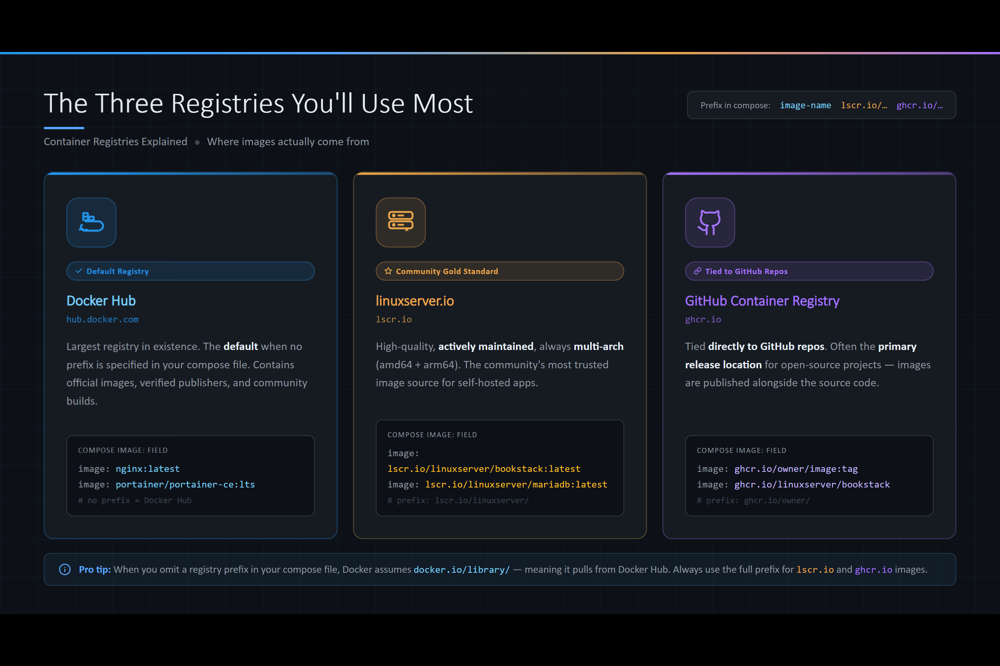 The Three Registries You'll Use Most
Prefix in compose: image-name lscr.io/… ghcr.io/…
Container Registries Explained • Where images actually come from
Default Registry
Docker Hub
hub.docker.com
Largest registry in existence. The default when no
prefix is specified in your compose file. Contains
official images, verified publishers, and community
builds.
COMPOSE IMAGE: FIELD
image: nginx:latest
image: portainer/portainer-ce:lts
# no prefix = Docker Hub
Community Gold Standard
linuxserver.io
lscr.io
High-quality, actively maintained, always multi-arch
(amd64 + arm64). The community's most trusted
image source for self-hosted apps.
COMPOSE IMAGE: FIELD
image:
lscr.io/linuxserver/bookstack:latest
image: lscr.io/linuxserver/mariadb:latest
# prefix: lscr.io/linuxserver/
Tied to GitHub Repos
GitHub Container Registry
ghcr.io
Tied directly to GitHub repos. Often the primary
release location for open-source projects — images
are published alongside the source code.
COMPOSE IMAGE: FIELD
image: ghcr.io/owner/image:tag
image: ghcr.io/linuxserver/bookstack
# prefix: ghcr.io/owner/
Pro tip: When you omit a registry prefix in your compose file, Docker assumes docker.io/library/ — meaning it pulls from Docker Hub. Always use the full prefix for lscr.io and ghcr.io images.